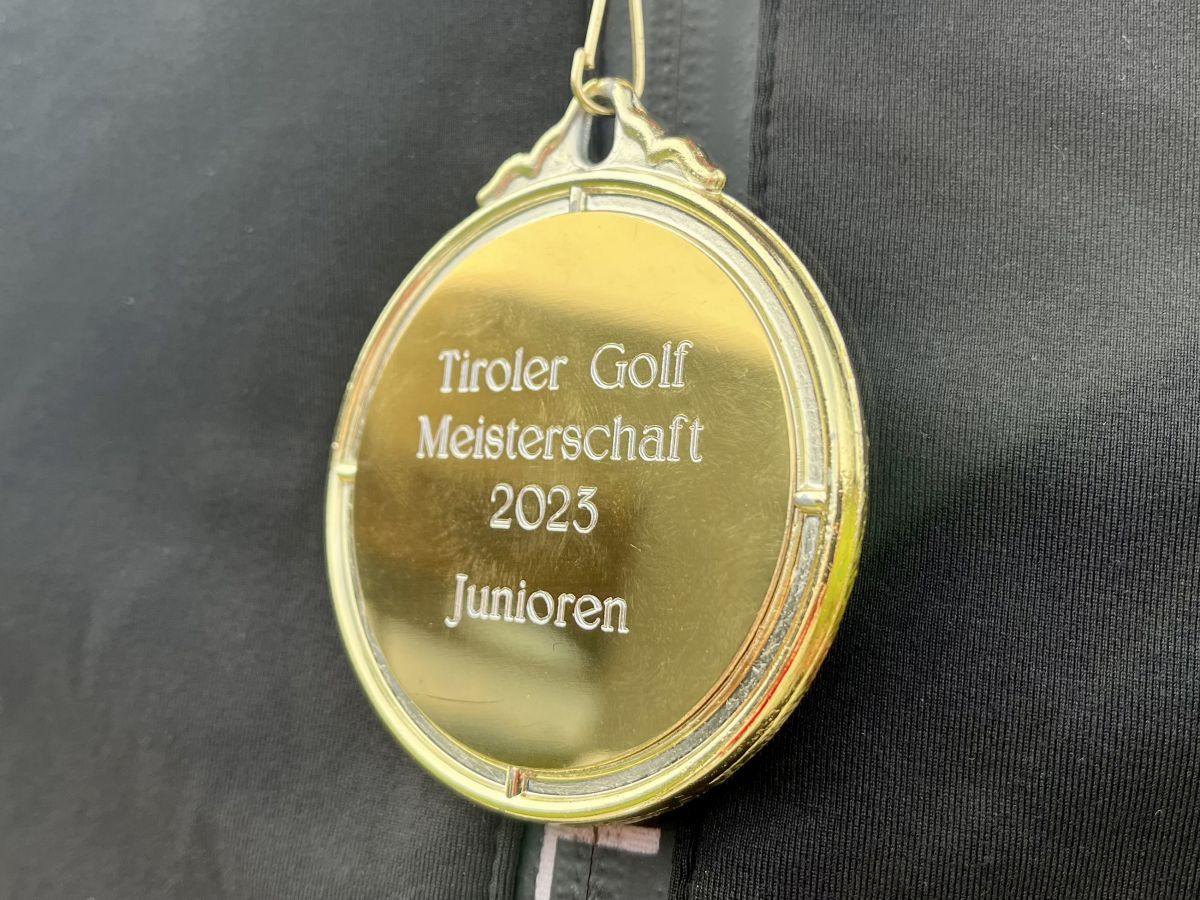 Tiroler Golf
Meisterschaft
2023
Junioren